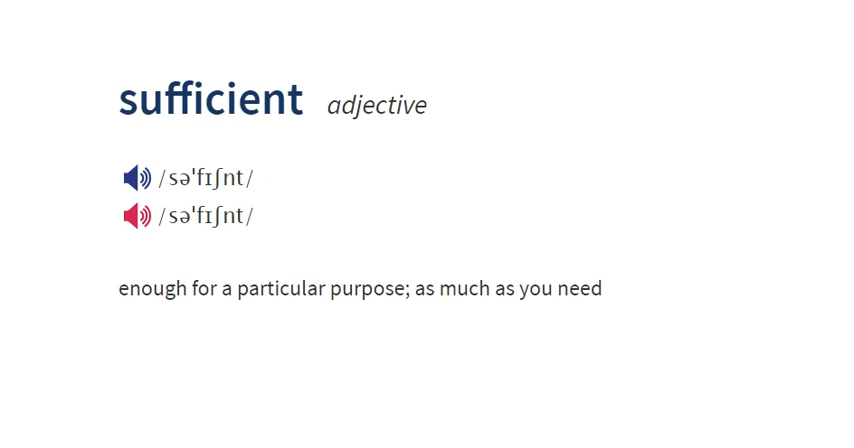 sufficient adjective
/səˈfɪʃnt/
/səˈfɪʃnt/
enough for a particular purpose; as much as you need